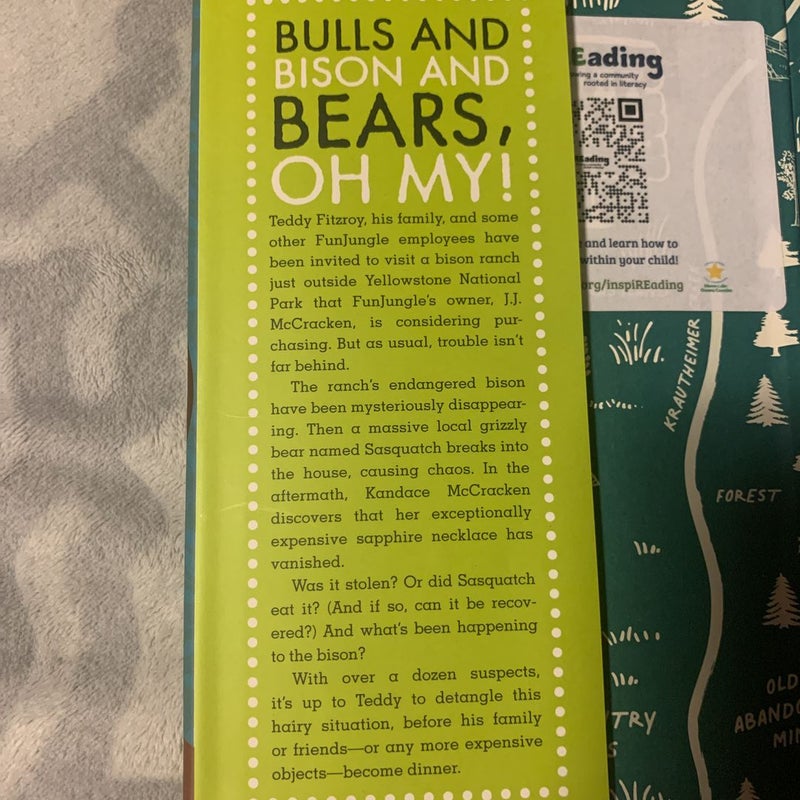 BULLS AND
BISON AND
BEARS,
OH MY!
Teddy Fitzroy, his family, and some
other FunJungle employees have
been invited to visit a bison ranch
just outside Yellowstone National
Park that FunJungle's owner, J.J.
McCracken, is considering pur-
chasing. But as usual, trouble isn't
far behind.
The ranch's endangered bison
have been mysteriously disappear-
ing. Then a massive local grizzly
bear named Sasquatch breaks into
the house, causing chaos. In the
aftermath, Kandace McCracken
discovers that her exceptionally
expensive sapphire necklace has
vanished.
Was it stolen? Or did Sasquatch
eat it? (And if so, can it be recov-
ered?) And what's been happening
to the bison?
With over a dozen suspects,
it's up to Teddy to detangle this
hairy situation, before his family
or friends—or any more expensive
objects—become dinner.
Eading
a community
rooted in literacy
and learn how to
within your child!
org/inspiREading
KRAUTHEIMER
FOREST
OLD